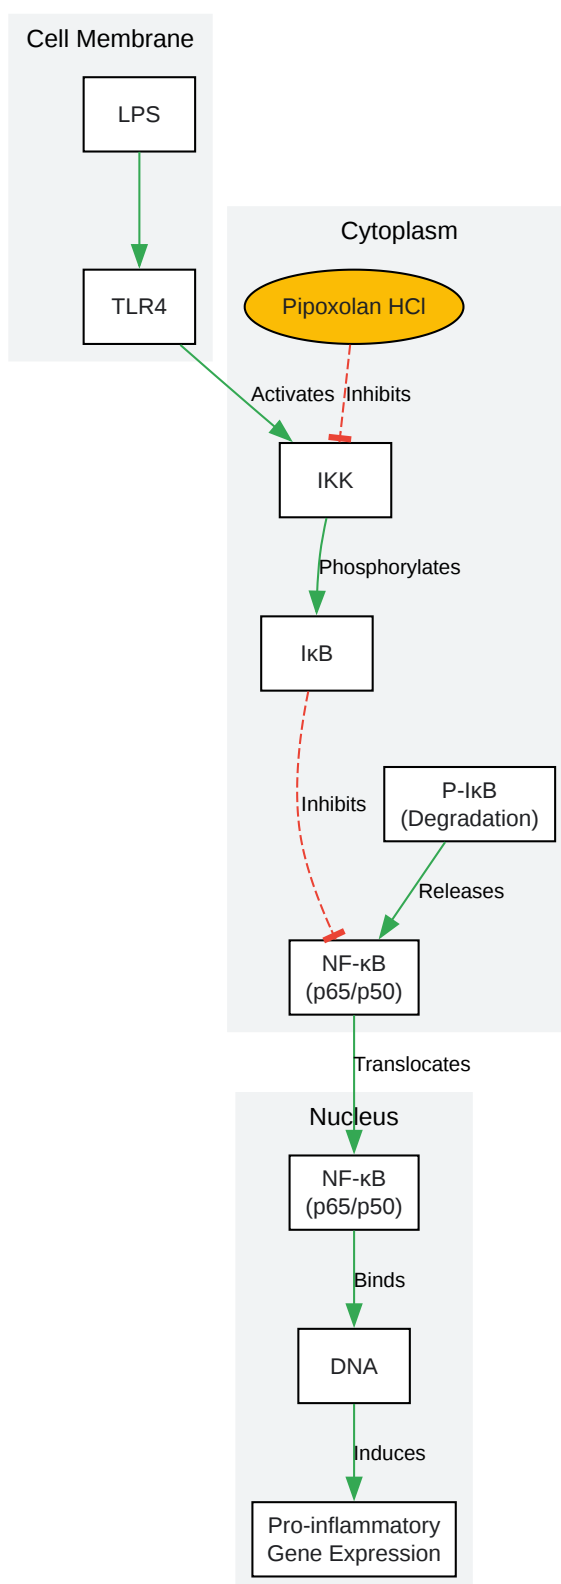 Cell Membrane
LPS
TLR4
Cytoplasm
Pipoxolan HCl
Activates
Inhibits
IKK
Phosphorylates
IκB
Inhibits
P-IκB
(Degradation)
Releases
NF-κB
(p65/p50)
Translocates
Nucleus
NF-κB
(p65/p50)
Binds
DNA
Induces
Pro-inflammatory
Gene Expression